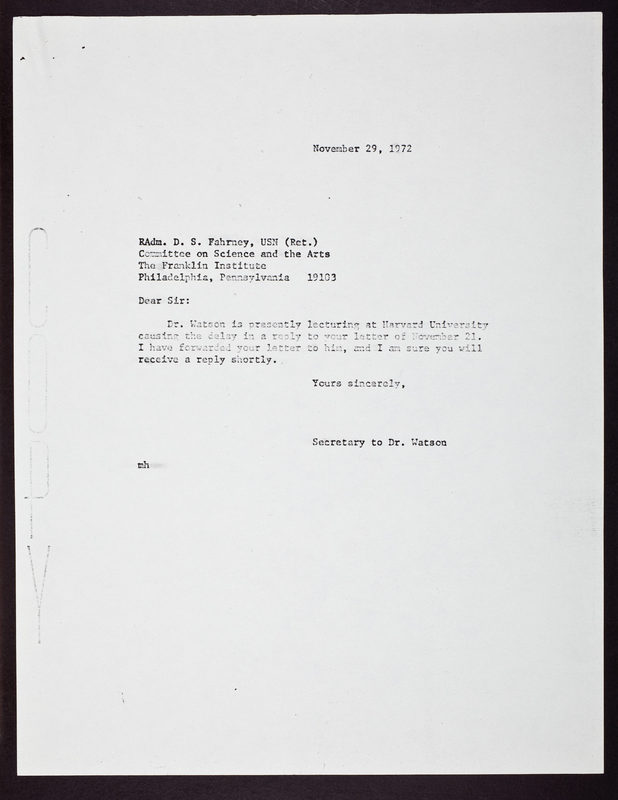 November 29, 1972
RAdm. D. S. Fahrney, USN (Ret.)
Committee on Science and the Arts
The Franklin Institute
Philadelphia, Pennsylvania 19103
Dear Sir:
Dr. Watson is presently lecturing at Harvard University
causing the delay in a reply to your letter of November 21.
I have forwarded your letter to him, and I am sure you will
receive a reply shortly.
Yours sincerely,
Secretary to Dr. Watson
mh
COPY